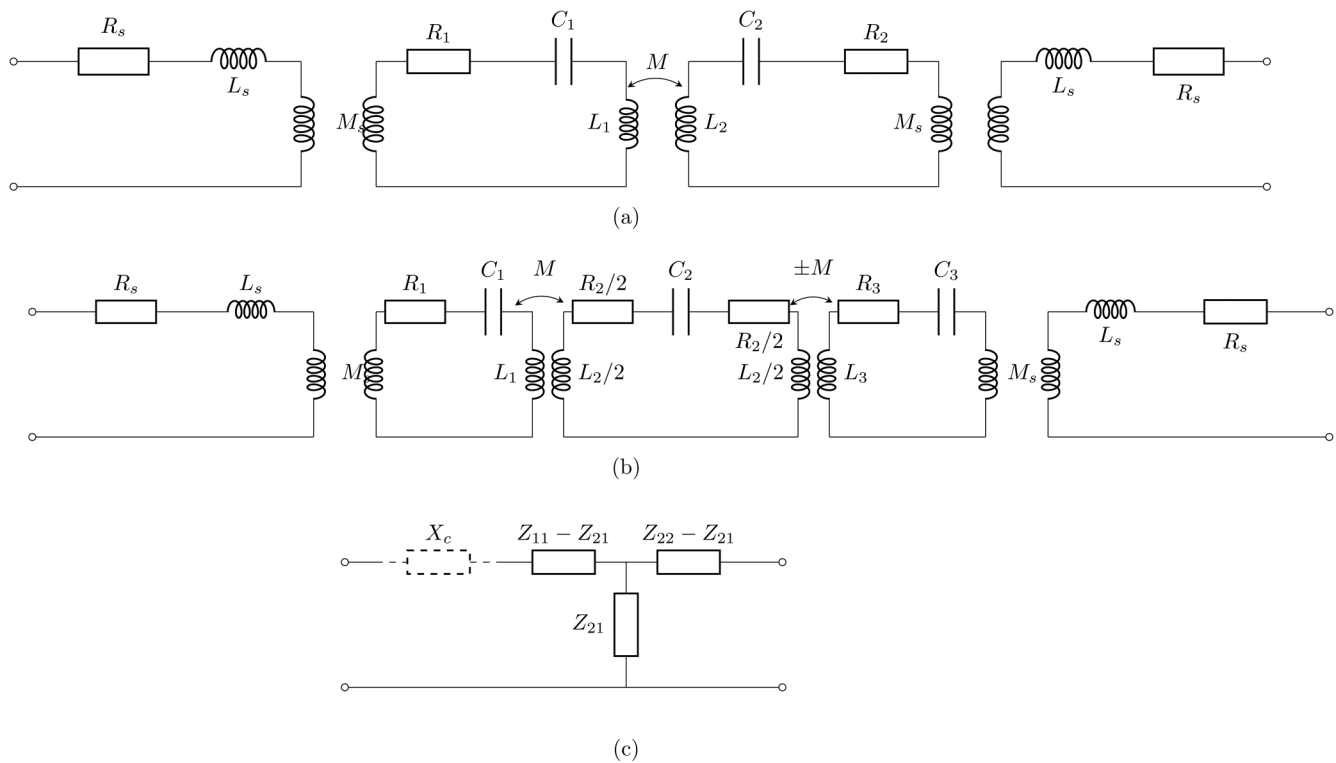 R_s L_s M_s R_1 C_1 L_1 M L_2 C_2 R_2 M_s L_s R_s
(a)
R_s L_s M R_1 C_1 L_1 M L_2/2 R_2/2 C_2 R_2/2 L_2/2 ±M L_3 R_3 C_3 M_s L_s R_s
(b)
X_c Z_11 − Z_21 Z_22 − Z_21
Z_21
(c)